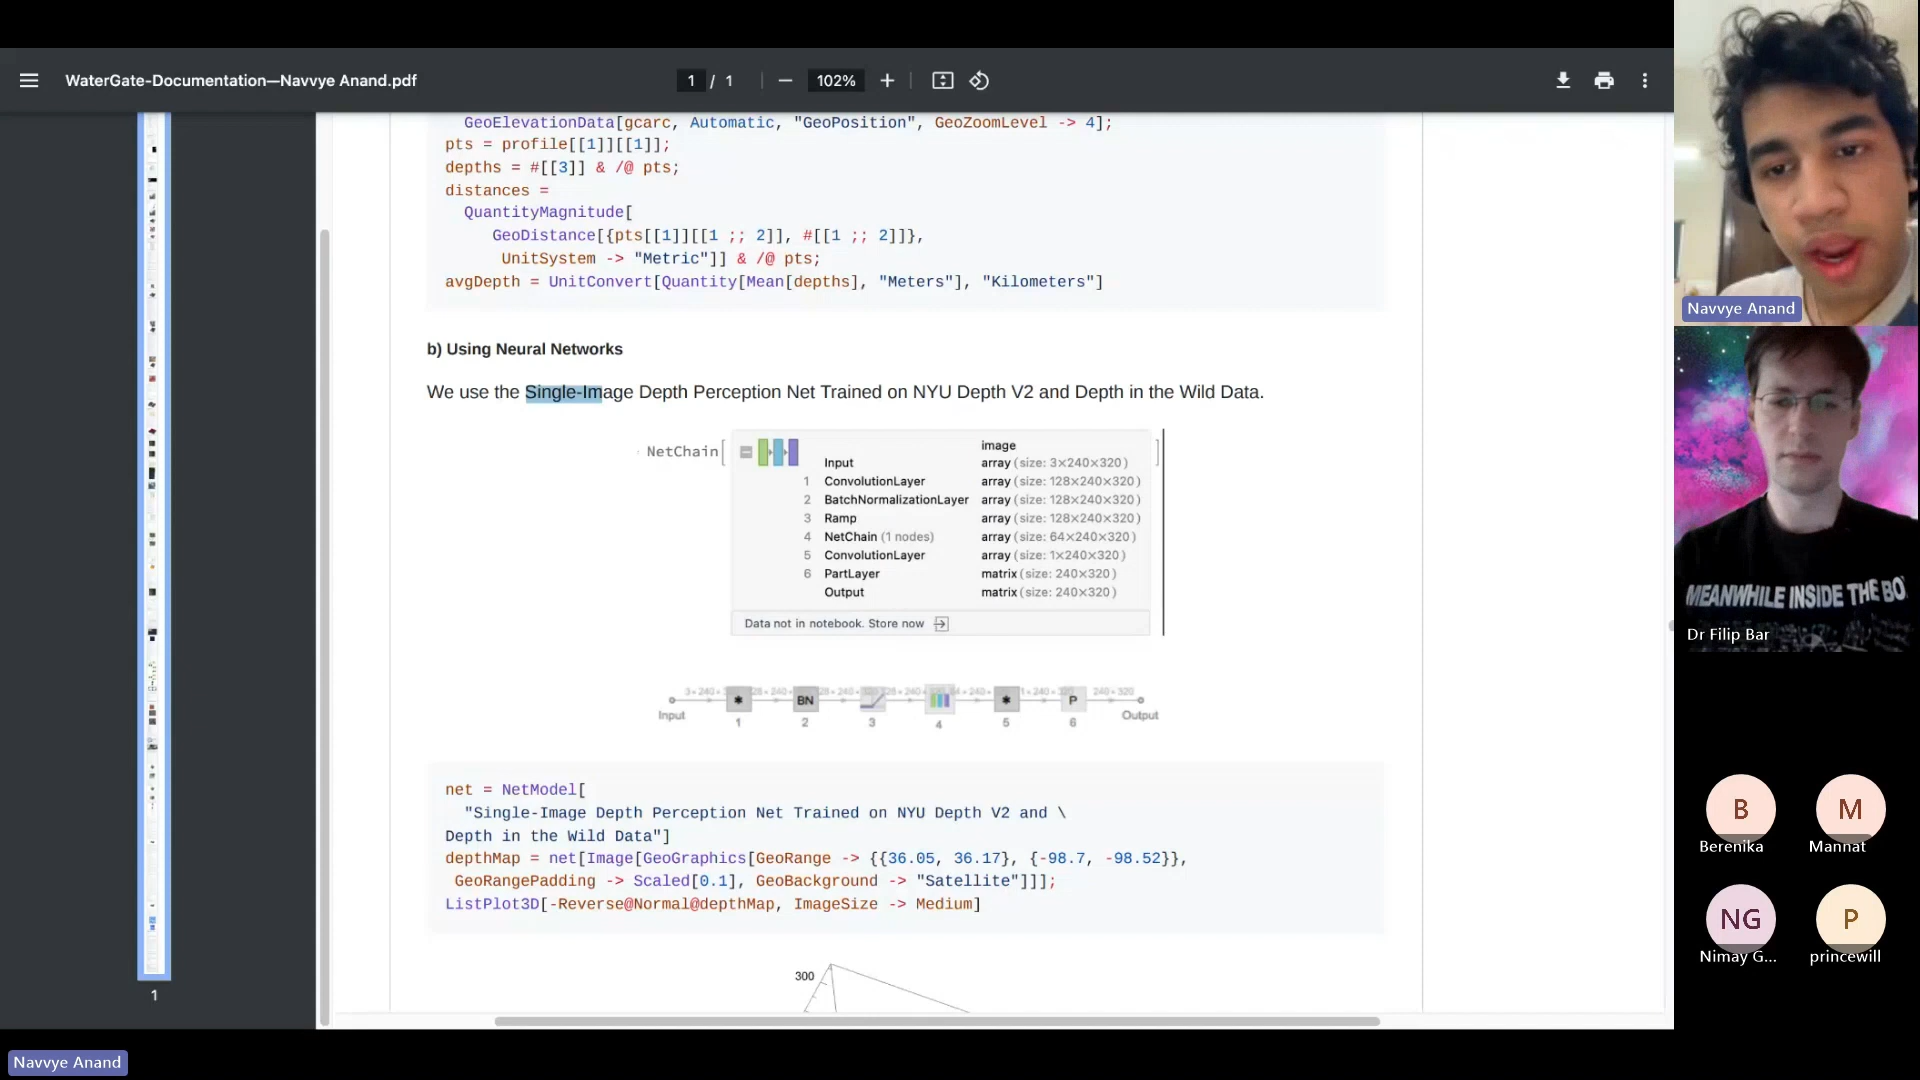 WaterGate-Documentation—Navvye Anand.pdf
1 / 1
102%
GeoElevationData[gcarc, Automatic, "GeoPosition", GeoZoomLevel -> 4];
pts = profile[[1]][[1]];
depths = #[[3]] & /@ pts;
distances =
QuantityMagnitude[
GeoDistance[{pts[[1]][[1 ;; 2]], #[[1 ;; 2]]},
UnitSystem -> "Metric"]] & /@ pts;
avgDepth = UnitConvert[Quantity[Mean[depths], "Meters"], "Kilometers"]
b) Using Neural Networks
We use the Single-Image Depth Perception Net Trained on NYU Depth V2 and Depth in the Wild Data.
NetChain[
image
Input array (size: 3×240×320)
1 ConvolutionLayer array (size: 128×240×320)
2 BatchNormalizationLayer array (size: 128×240×320)
3 Ramp array (size: 128×240×320)
4 NetChain (1 nodes) array (size: 64×240×320)
5 ConvolutionLayer array (size: 1×240×320)
6 PartLayer matrix (size: 240×320)
Output matrix (size: 240×320)
Data not in notebook. Store now
]
BN P
240×320
Input 1 2 3 4 5 6 Output
net = NetModel[
"Single-Image Depth Perception Net Trained on NYU Depth V2 and \
Depth in the Wild Data"]
depthMap = net[Image[GeoGraphics[GeoRange -> {{36.05, 36.17}, {-98.7, -98.52}},
GeoRangePadding -> Scaled[0.1], GeoBackground -> "Satellite"]]];
ListPlot3D[-Reverse@Normal@depthMap, ImageSize -> Medium]
300
1
Navvye Anand
Navvye Anand
MEANWHILE INSIDE THE BO
Dr Filip Bar
B
Berenika
M
Mannat
NG
Nimay G...
P
princewill